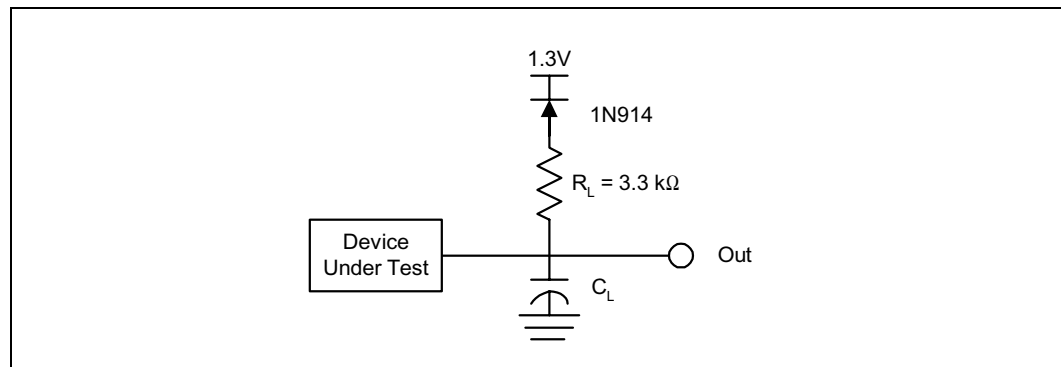 1.3V
1N914
R_L = 3.3 kΩ
Device
Under Test
Out
C_L